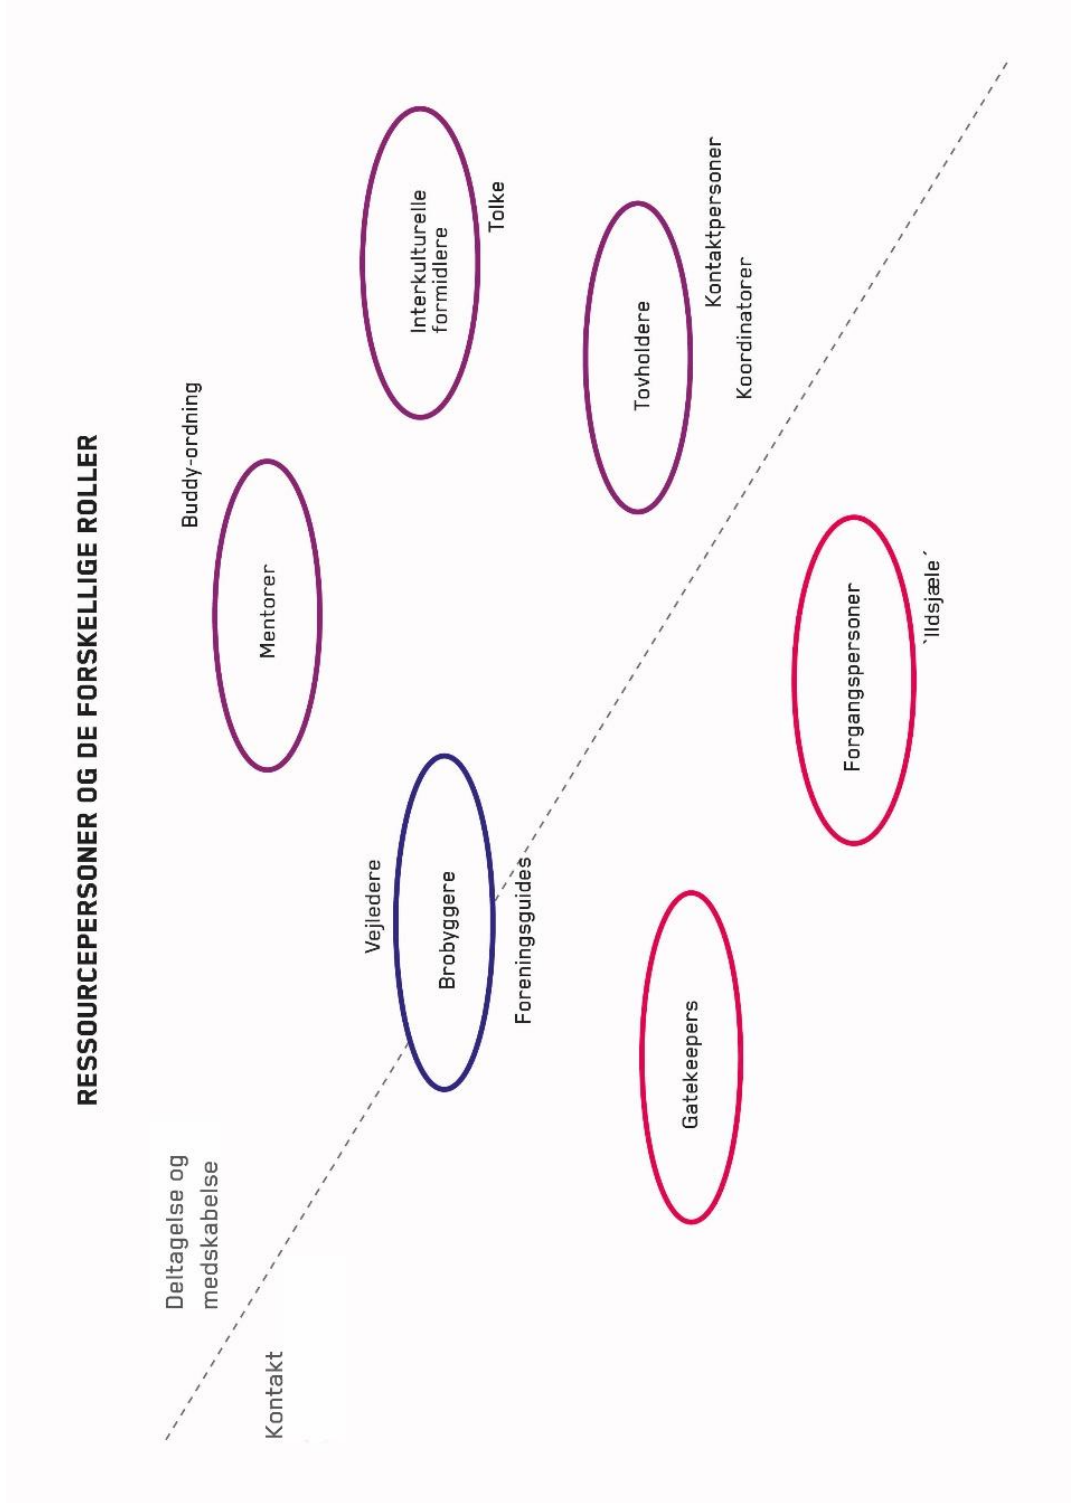 RESSOURCEPERSONER OG DE FORSKELLIGE ROLLER
Deltagelse og
medskabelse
Kontakt
Buddy-ordning
Mentorer
Vejledere
Brobyggere
Foreningsguides
Interkulturelle
formidlere
Tolke
Tovholdere
Kontaktpersoner
Koordinatorer
Gatekeepers
Forgangspersoner
`Ildsjæle´